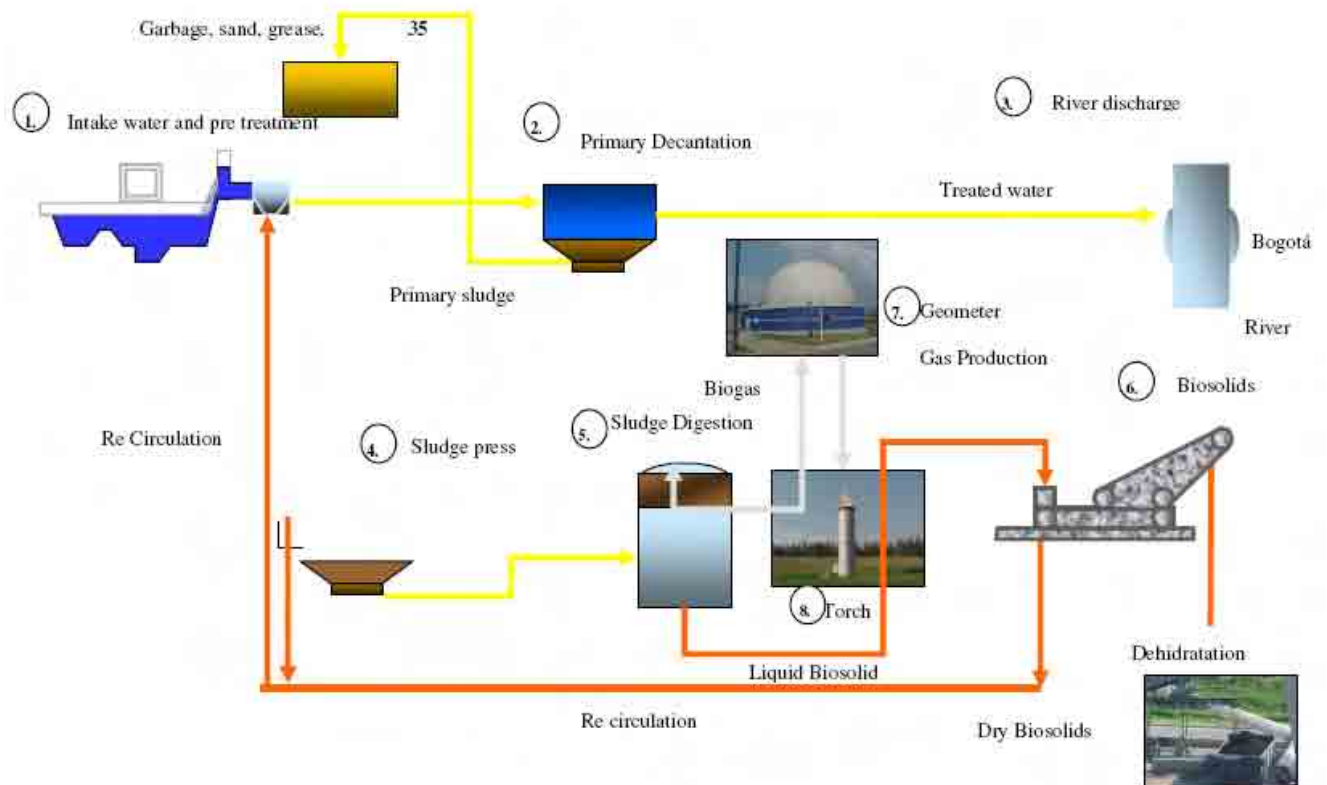 Garbage, sand, grease, 35
1. Intake water and pre treatment
2. Primary Decantation
3. River discharge
Treated water
Bogotá
River
Primary sludge
7. Geometer
Gas Production
Biogas
6. Biosolids
Re Circulation
4. Sludge press
5. Sludge Digestion
8. Torch
Liquid Biosolid
Dehidratation
Re circulation
Dry Biosolids